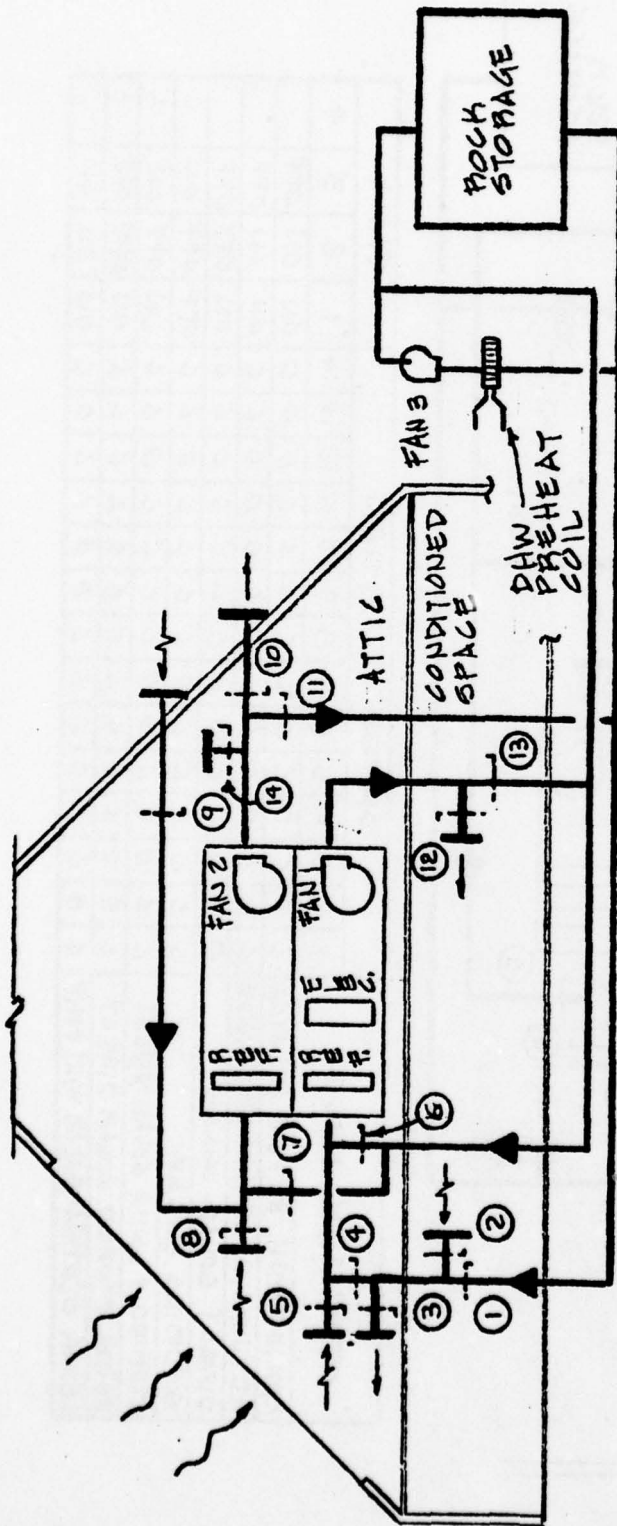 FAN 2
REF.
FAN 1
REF.
ELEC.
ATTIC
CONDITIONED
SPACE
FAN 3
DHW
PREHEAT
COIL
ROCK
STORAGE
1
2
3
4
5
6
7
8
9
10
11
12
13
14